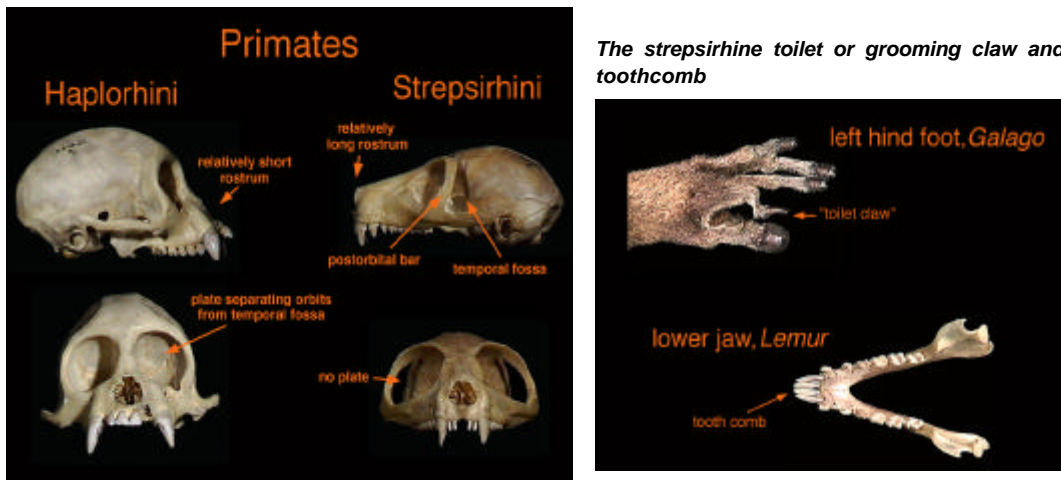 Primates
Haplorhini
Strepsirhini
relatively
long rostrum
relatively short
rostrum
postorbital bar
temporal fossa
plate separating orbits
from temporal fossa
no plate
The strepsirhine toilet or grooming claw and
toothcomb
left hind foot, Galago
"toilet claw"
lower jaw, Lemur
tooth comb